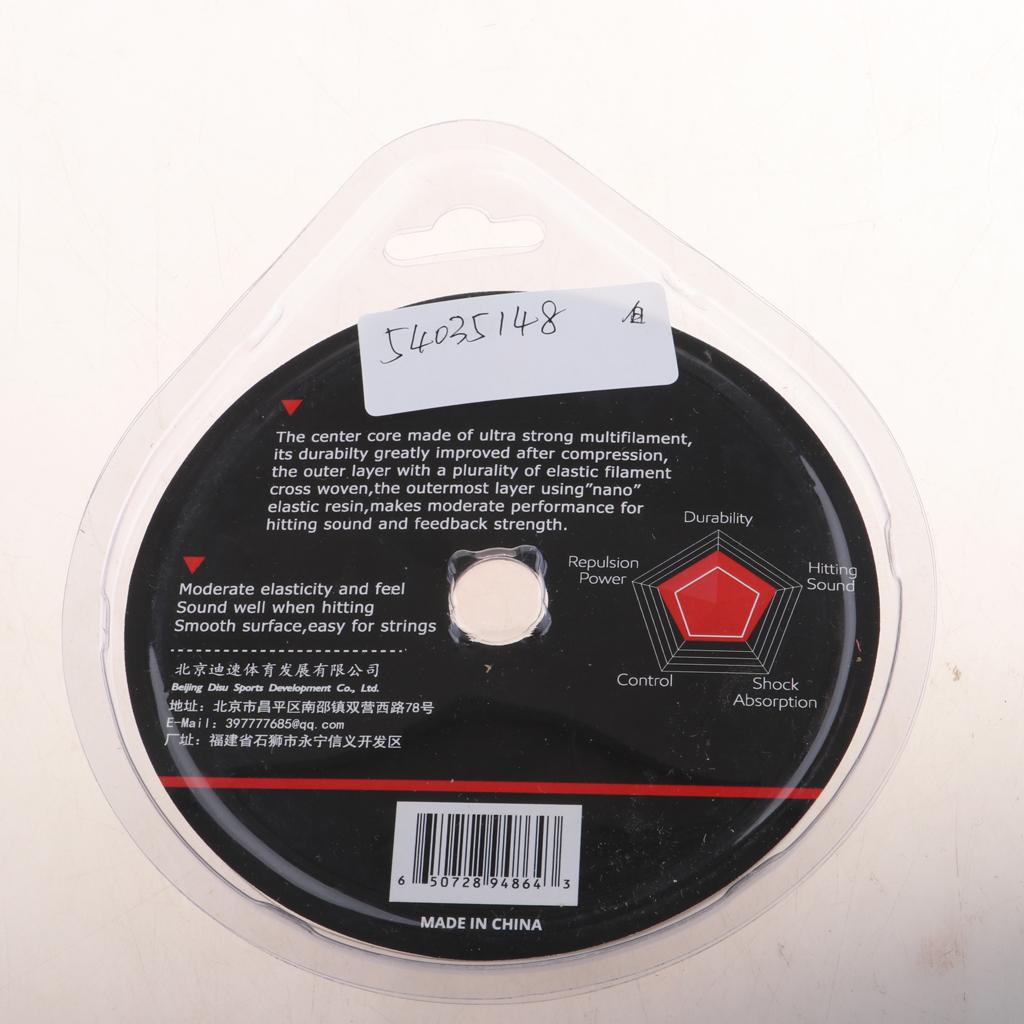 54035148 自
The center core made of ultra strong multifilament,
its durabilty greatly improved after compression,
the outer layer with a plurality of elastic filament
cross woven,the outermost layer using"nano"
elastic resin,makes moderate performance for
hitting sound and feedback strength.
Moderate elasticity and feel
Sound well when hitting
Smooth surface,easy for strings
Durability
Repulsion
Power
Hitting
Sound
Control
Shock
Absorption
北京迪速体育发展有限公司
Beijing Disu Sports Development Co., Ltd.
地址：北京市昌平区南邵镇双营西路78号
E-Mail：397777685@qq.com
厂址：福建省石狮市永宁信义开发区
6 50728 94864 3
MADE IN CHINA